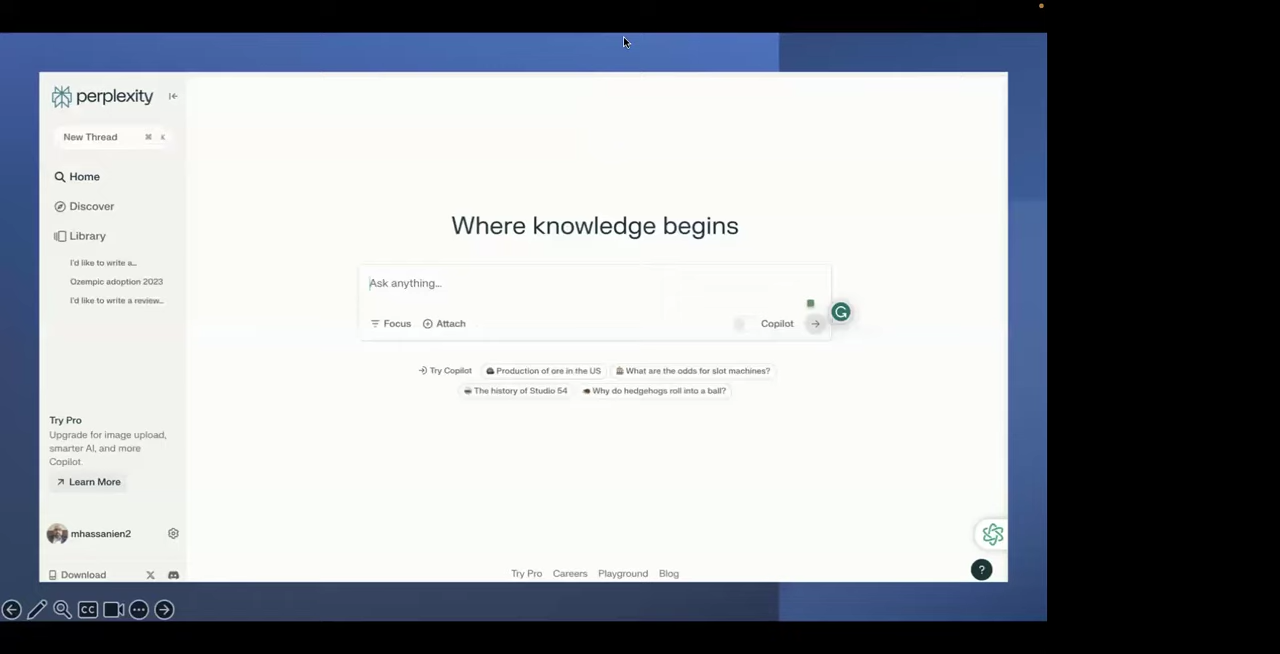 perplexity
New Thread ⌘ K
Home
Discover
Library
I'd like to write a...
Ozempic adoption 2023
I'd like to write a review...
Try Pro
Upgrade for image upload,
smarter AI, and more
Copilot.
Learn More
mhassanien2
Download
Where knowledge begins
Ask anything...
Focus
Attach
Copilot
Try Copilot
Production of ore in the US
What are the odds for slot machines?
The history of Studio 54
Why do hedgehogs roll into a ball?
Try Pro
Careers
Playground
Blog
?
CC